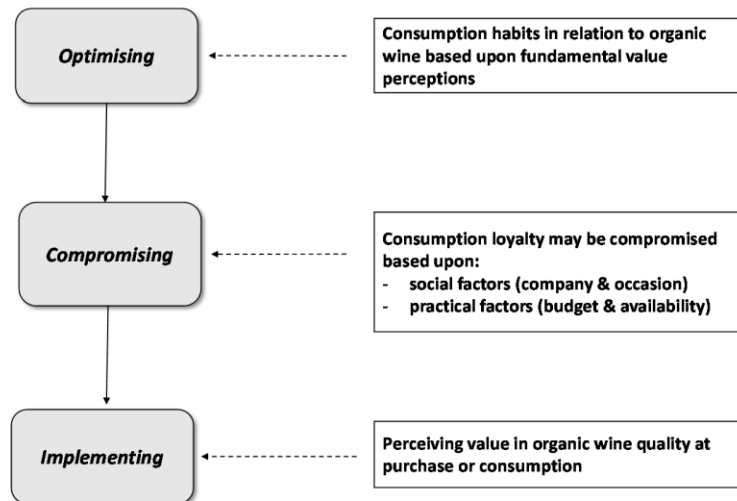 Optimising
Consumption habits in relation to organic
wine based upon fundamental value
perceptions
Compromising
Consumption loyalty may be compromised
based upon:
- social factors (company & occasion)
- practical factors (budget & availability)
Implementing
Perceiving value in organic wine quality at
purchase or consumption